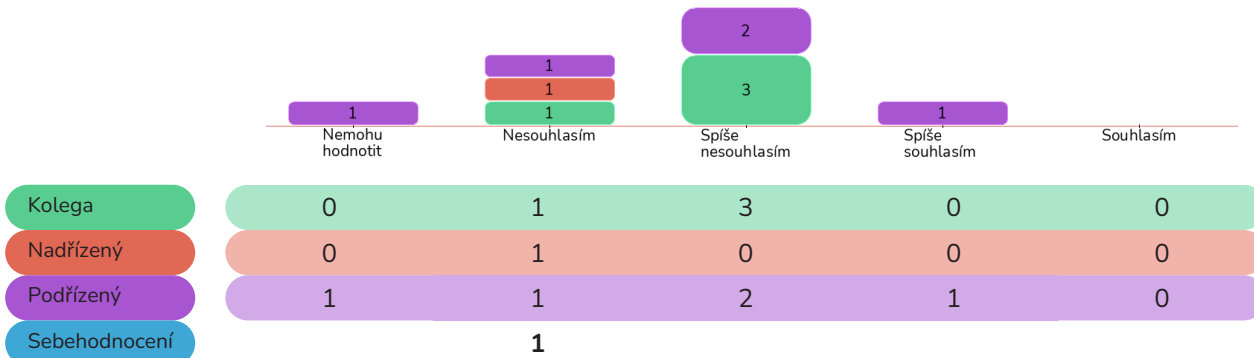 2
1
3
1
1
1
1
Nemohu
hodnotit
Nesouhlasím
Spíše
nesouhlasím
Spíše
souhlasím
Souhlasím
Kolega 0 1 3 0 0
Nadřízený 0 1 0 0 0
Podřízený 1 1 2 1 0
Sebehodnocení 1